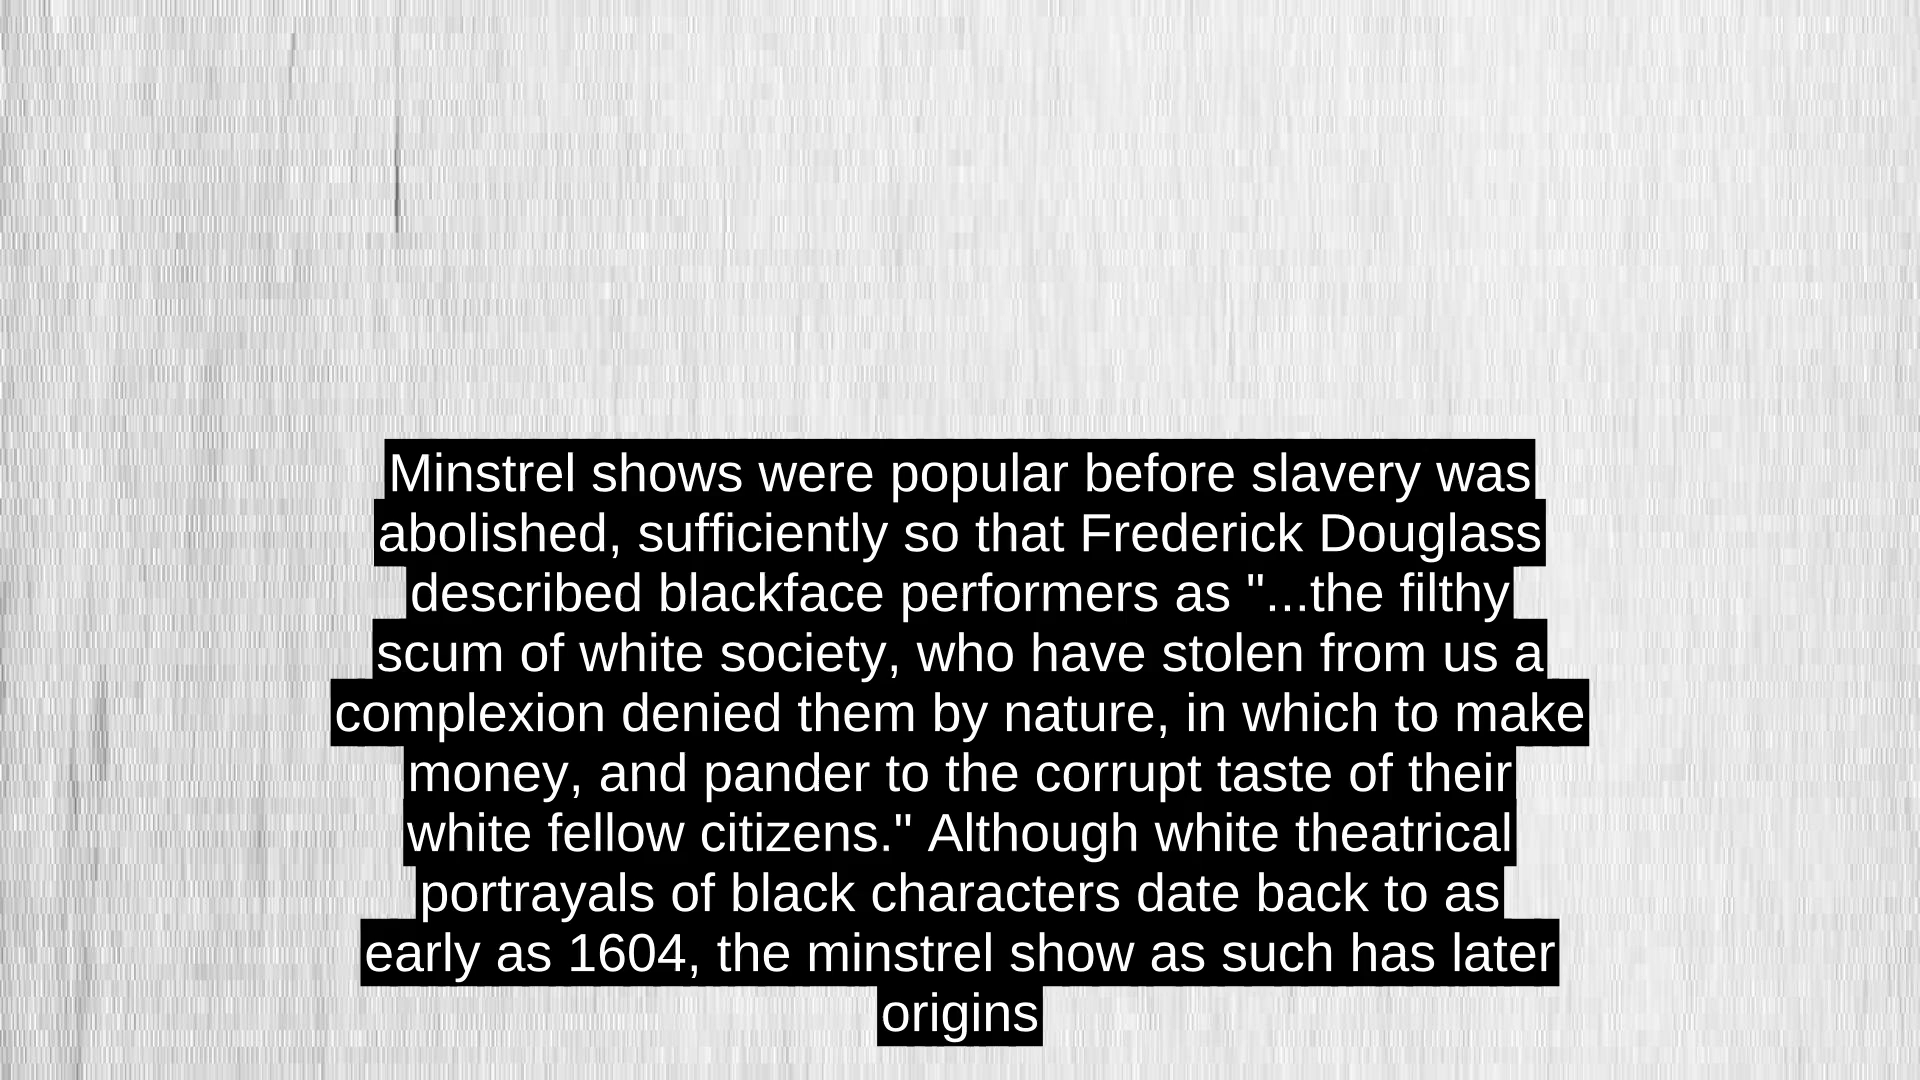 Minstrel shows were popular before slavery was
abolished, sufficiently so that Frederick Douglass
described blackface performers as "...the filthy
scum of white society, who have stolen from us a
complexion denied them by nature, in which to make
money, and pander to the corrupt taste of their
white fellow citizens." Although white theatrical
portrayals of black characters date back to as
early as 1604, the minstrel show as such has later
origins